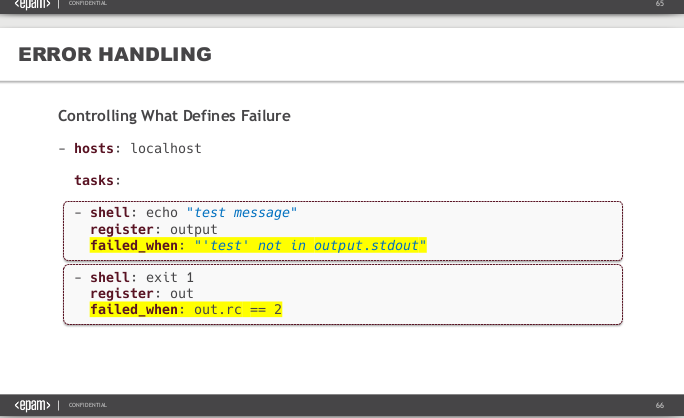 <epam> | CONFIDENTIAL 65
ERROR HANDLING
Controlling What Defines Failure
- hosts: localhost
tasks:
- shell: echo "test message"
register: output
failed_when: "'test' not in output.stdout"
- shell: exit 1
register: out
failed_when: out.rc == 2
<epam> | CONFIDENTIAL 66